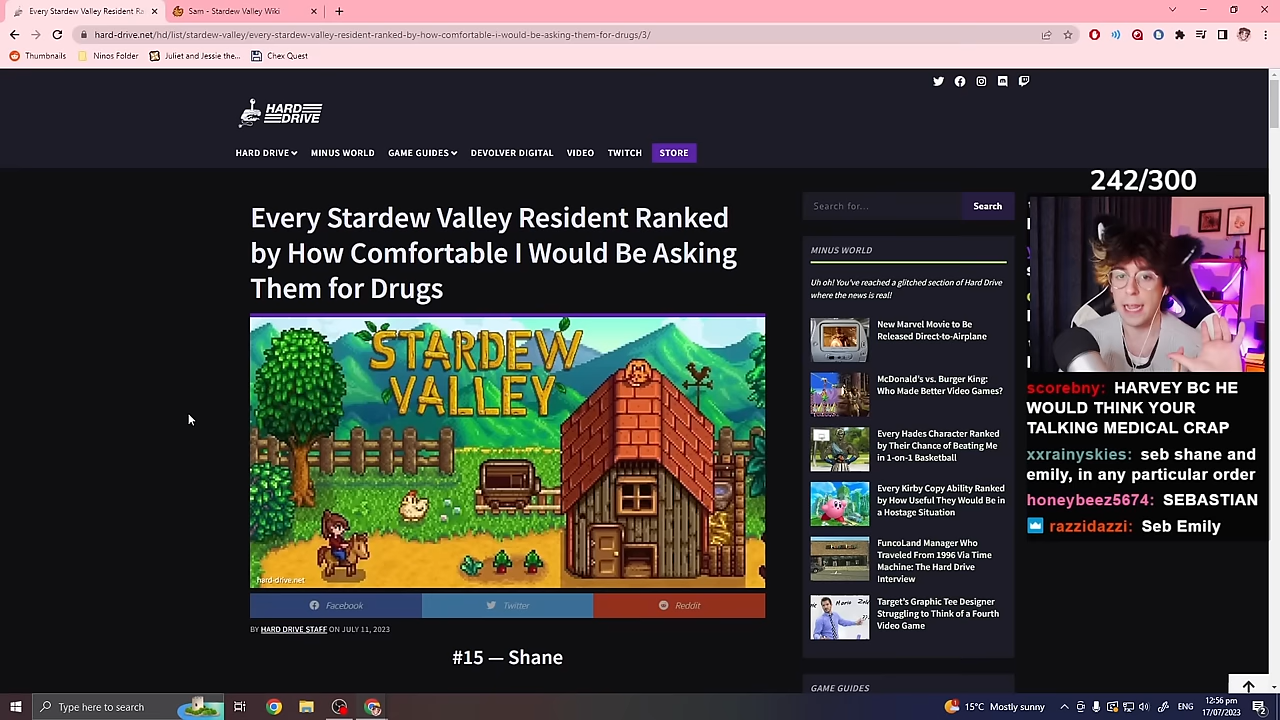 Every Stardew Valley Resident Ra
Sam - Stardew Valley Wiki
hard-drive.net/hd/list/stardew-valley/every-stardew-valley-resident-ranked-by-how-comfortable-i-would-be-asking-them-for-drugs/3/
Thumbnails
Ninos Folder
Juliet and Jessie the...
Chex Quest
HARD DRIVE
HARD DRIVE
MINUS WORLD
GAME GUIDES
DEVOLVER DIGITAL
VIDEO
TWITCH
STORE
Every Stardew Valley Resident Ranked
by How Comfortable I Would Be Asking
Them for Drugs
STARDEW
VALLEY
hard-drive.net
Facebook
Twitter
Reddit
BY HARD DRIVE STAFF ON JULY 11, 2023
#15 — Shane
Search for...
Search
MINUS WORLD
Uh oh! You've reached a glitched section of Hard Drive
where the news is real!
New Marvel Movie to Be
Released Direct-to-Airplane
McDonald's vs. Burger King:
Who Made Better Video Games?
Every Hades Character Ranked
by Their Chance of Beating Me
in 1-on-1 Basketball
Every Kirby Copy Ability Ranked
by How Useful They Would Be in
a Hostage Situation
FuncoLand Manager Who
Traveled From 1996 Via Time
Machine: The Hard Drive
Interview
Target's Graphic Tee Designer
Struggling to Think of a Fourth
Video Game
GAME GUIDES
242/300
scorebny: HARVEY BC HE
WOULD THINK YOUR
TALKING MEDICAL CRAP
xxrainyskies: seb shane and
emily, in any particular order
honeybeez5674: SEBASTIAN
razzidazzi: Seb Emily
Type here to search
15°C Mostly sunny
ENG
12:56 pm
17/07/2023